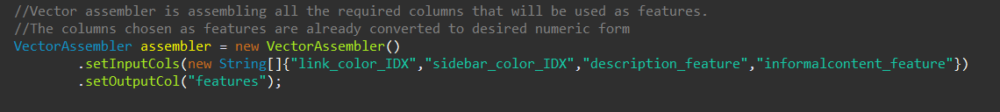 //Vector assembler is assembling all the required columns that will be used as features.
//The columns chosen as features are already converted to desired numeric form
VectorAssembler assembler = new VectorAssembler()
.setInputCols(new String[]{"link_color_IDX","sidebar_color_IDX","description_feature","informalcontent_feature"})
.setOutputCol("features");